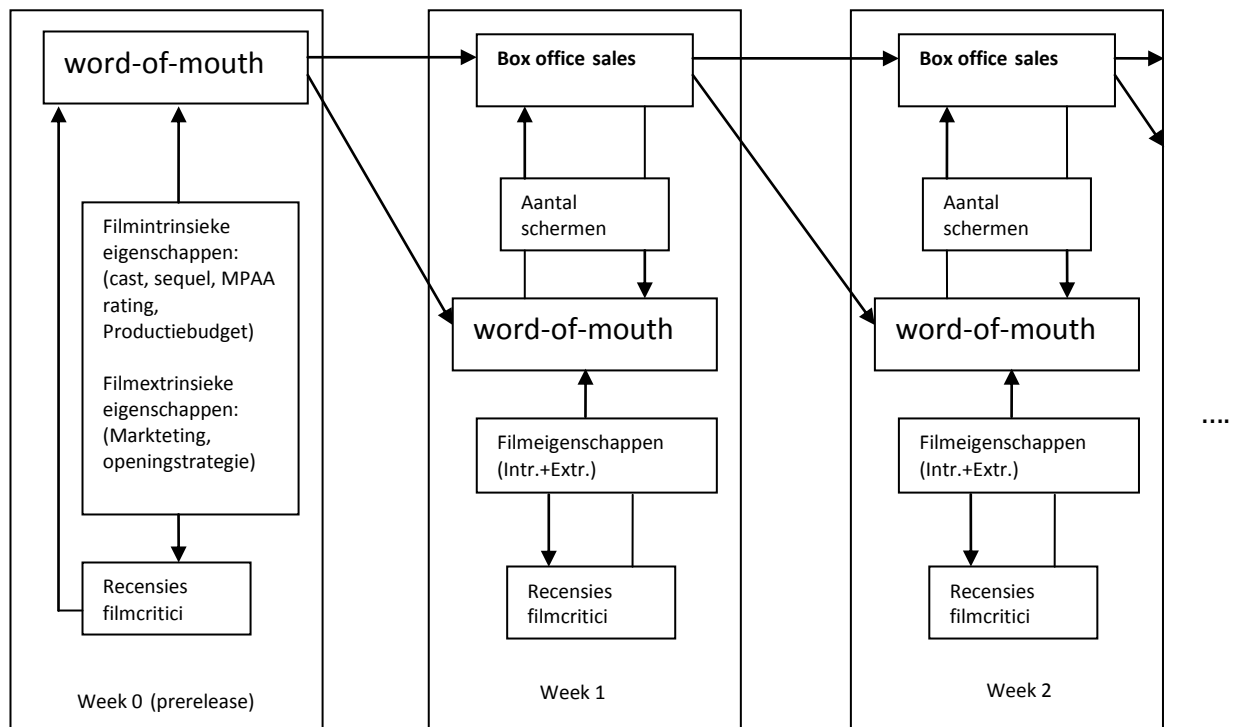 word-of-mouth
Filmintrinsieke
eigenschappen:
(cast, sequel, MPAA
rating,
Productiebudget)
Filmextrinsieke
eigenschappen:
(Markteting,
openingstrategie)
Recensies
filmcritici
Week 0 (prerelease)
Box office sales
Aantal
schermen
word-of-mouth
Filmeigenschappen
(Intr.+Extr.)
Recensies
filmcritici
Week 1
Box office sales
Aantal
schermen
word-of-mouth
Filmeigenschappen
(Intr.+Extr.)
Recensies
filmcritici
Week 2
....